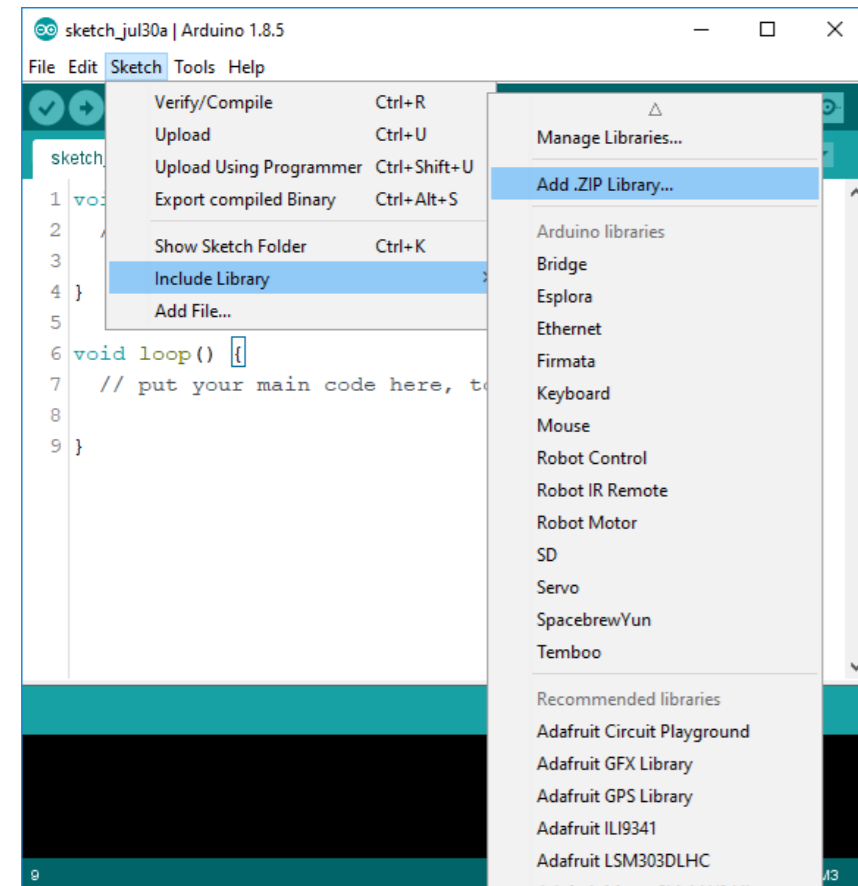 sketch_jul30a | Arduino 1.8.5
File Edit Sketch Tools Help
Verify/Compile Ctrl+R
Upload Ctrl+U
Upload Using Programmer Ctrl+Shift+U
Export compiled Binary Ctrl+Alt+S
Show Sketch Folder Ctrl+K
Include Library
Add File...
Manage Libraries...
Add .ZIP Library...
Arduino libraries
Bridge
Esplora
Ethernet
Firmata
Keyboard
Mouse
Robot Control
Robot IR Remote
Robot Motor
SD
Servo
SpacebrewYun
Temboo
Recommended libraries
Adafruit Circuit Playground
Adafruit GFX Library
Adafruit GPS Library
Adafruit ILI9341
Adafruit LSM303DLHC
sketch_
1 voi
2 /
3
4 }
5
6 void loop() {
7 // put your main code here, to
8
9 }
9
M3